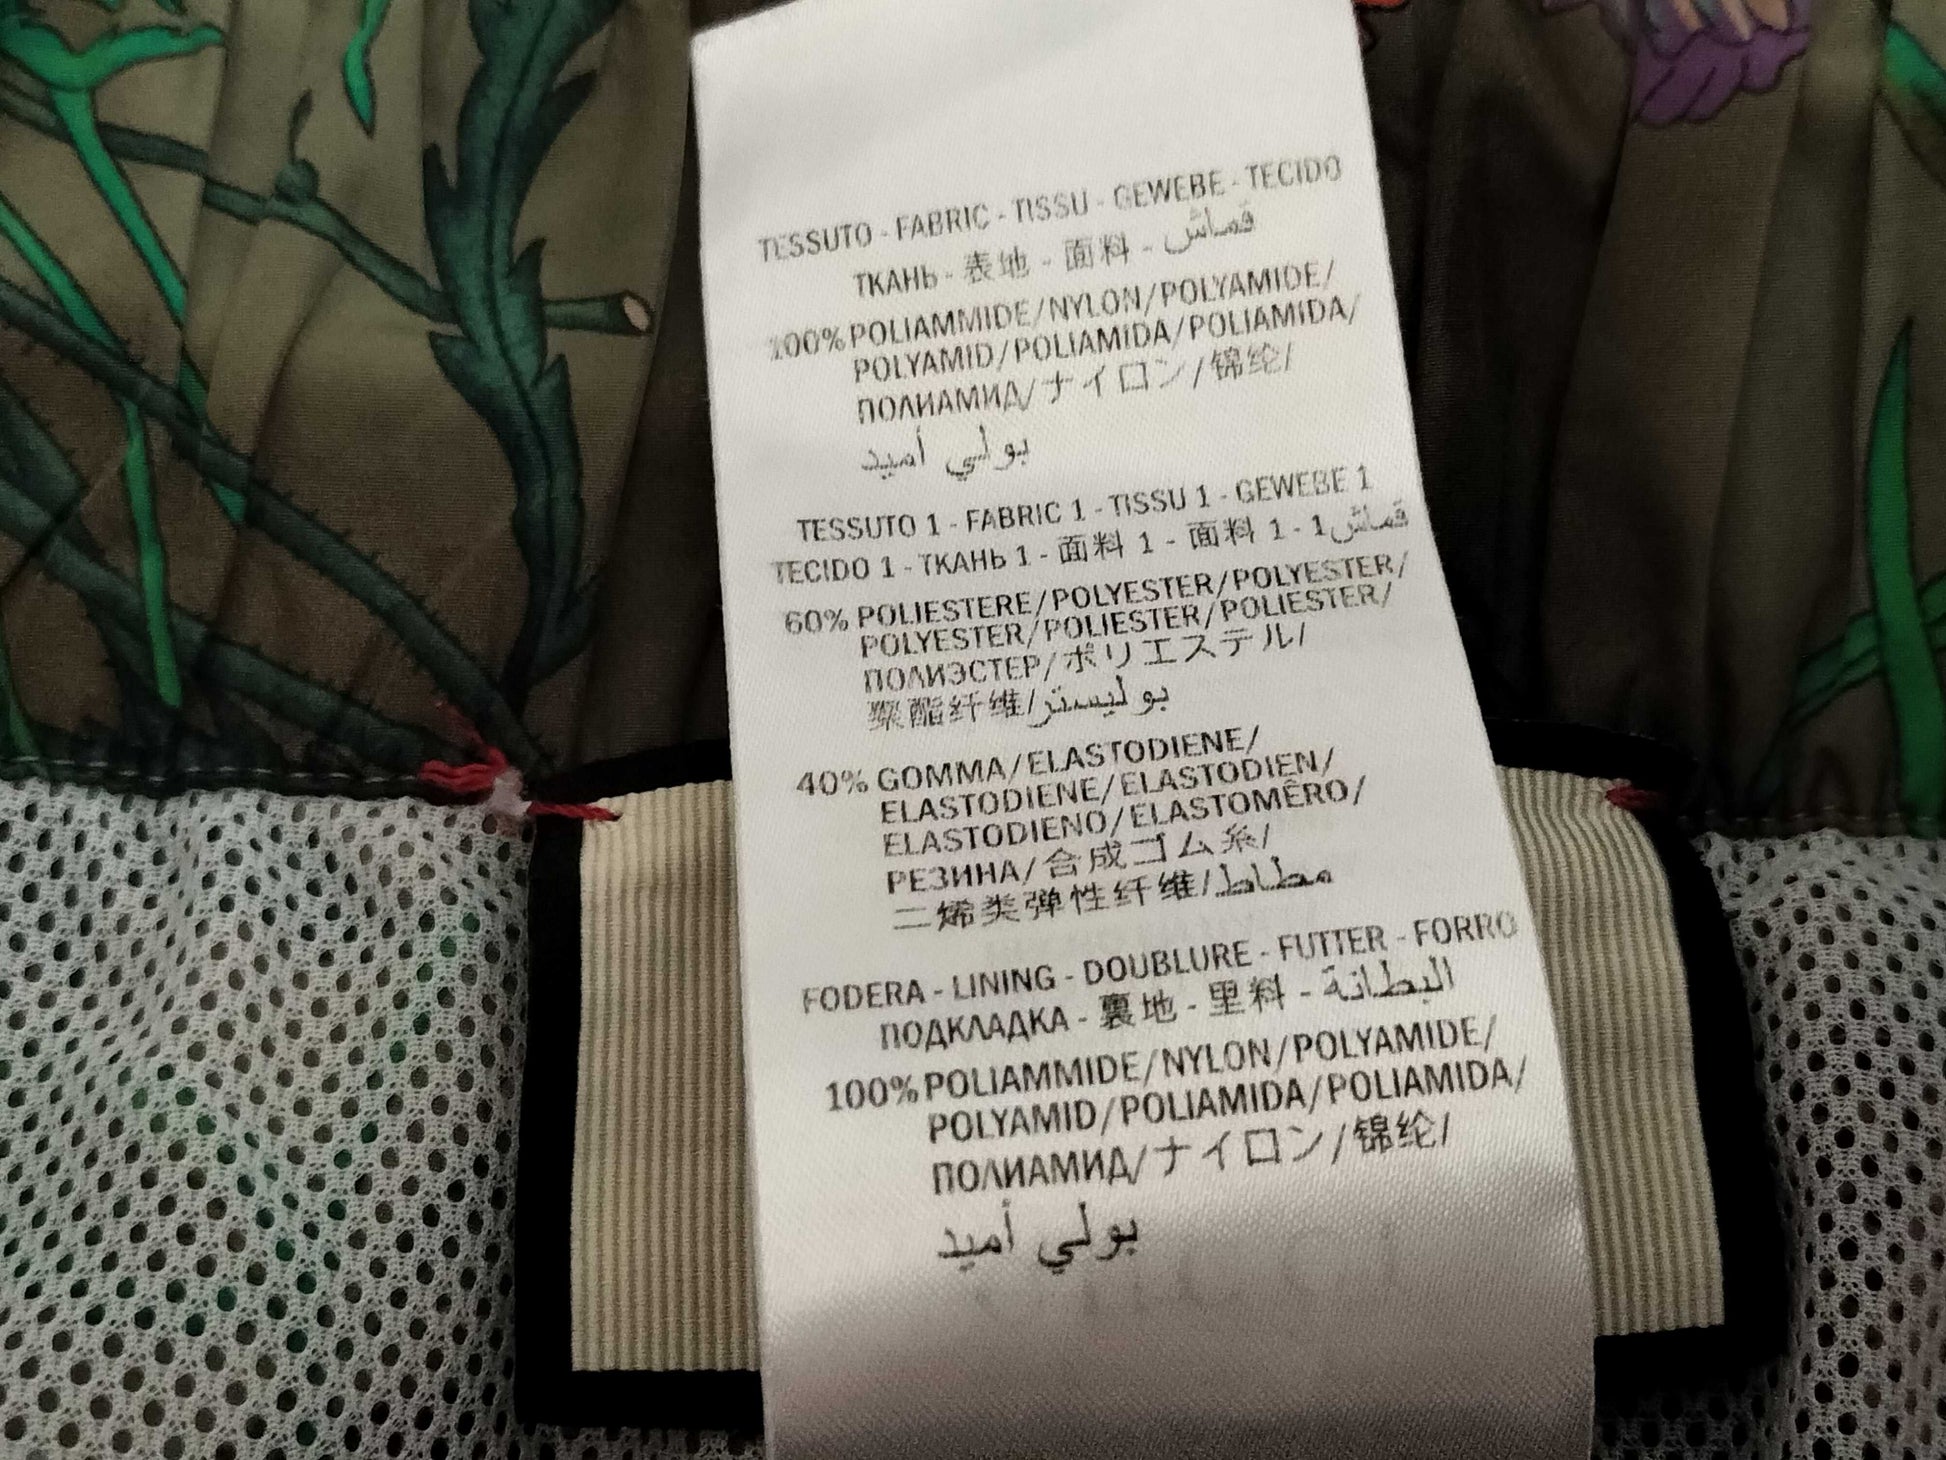 TESSUTO - FABRIC - TISSU - GEWEBE - TECIDO
ТКАНЬ - 表地 - 面料 - قماش
100% POLIAMMIDE/NYLON/POLYAMIDE/
POLYAMID/POLIAMIDA/POLIAMIDA/
ПОЛИАМИД/ナイロン/锦纶/
بولي أميد
TESSUTO 1 - FABRIC 1 - TISSU 1 - GEWEBE 1
TECIDO 1 - ТКАНЬ 1 - 面料 1 - 面料 1 - 1 قماش
60% POLIESTERE/POLYESTER/POLYESTER/
POLYESTER/POLIESTER/POLIESTER/
ПОЛИЭСТЕР/ポリエステル/
聚酯纤维/بوليستر
40% GOMMA/ELASTODIENE/
ELASTODIENE/ELASTODIEN/
ELASTODIENO/ELASTOMÊRO/
РЕЗИНА/合成ゴム糸/
二烯类弹性纤维/مطاط
FODERA - LINING - DOUBLURE - FUTTER - FORRO
ПОДКЛАДКА - 裏地 - 里料 - البطانة
100% POLIAMMIDE/NYLON/POLYAMIDE/
POLYAMID/POLIAMIDA/POLIAMIDA/
ПОЛИАМИД/ナイロン/锦纶/
بولي أميد